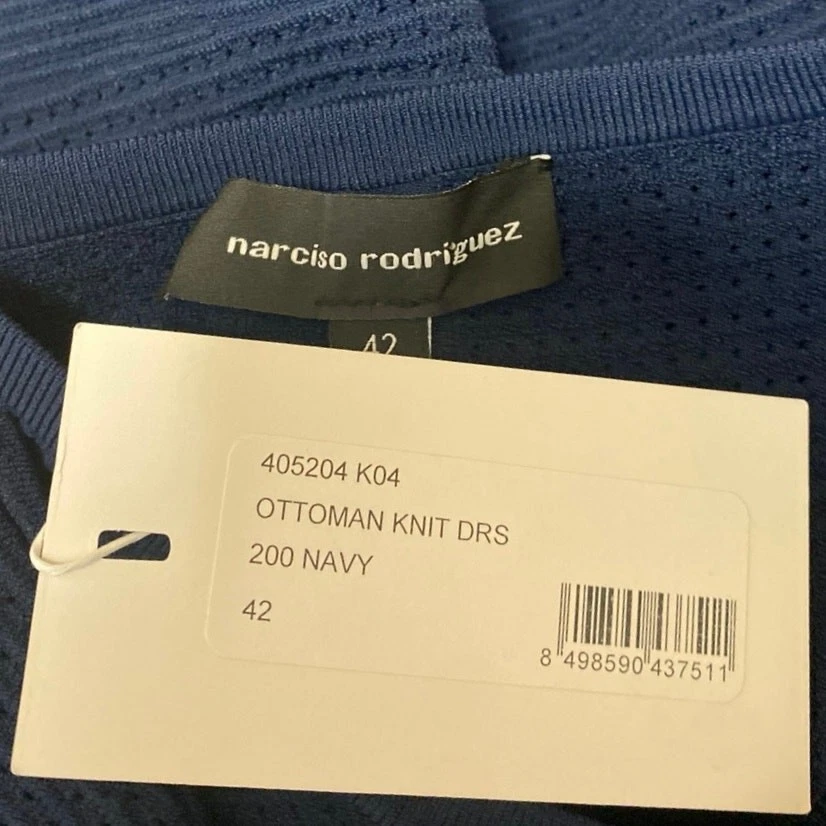 narciso rodriguez
42
405204 K04
OTTOMAN KNIT DRS
200 NAVY
42
8 498590 437511